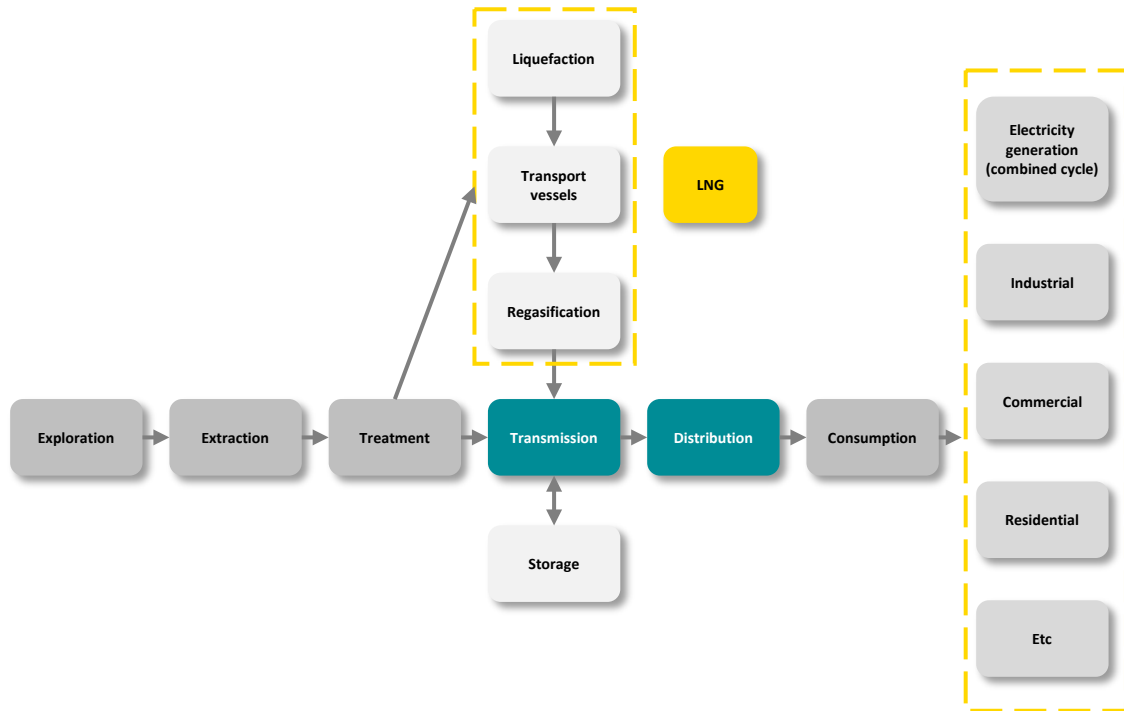 Liquefaction
Transport
vessels
LNG
Regasification
Electricity
generation
(combined cycle)
Industrial
Commercial
Residential
Etc
Exploration
Extraction
Treatment
Transmission
Distribution
Consumption
Storage